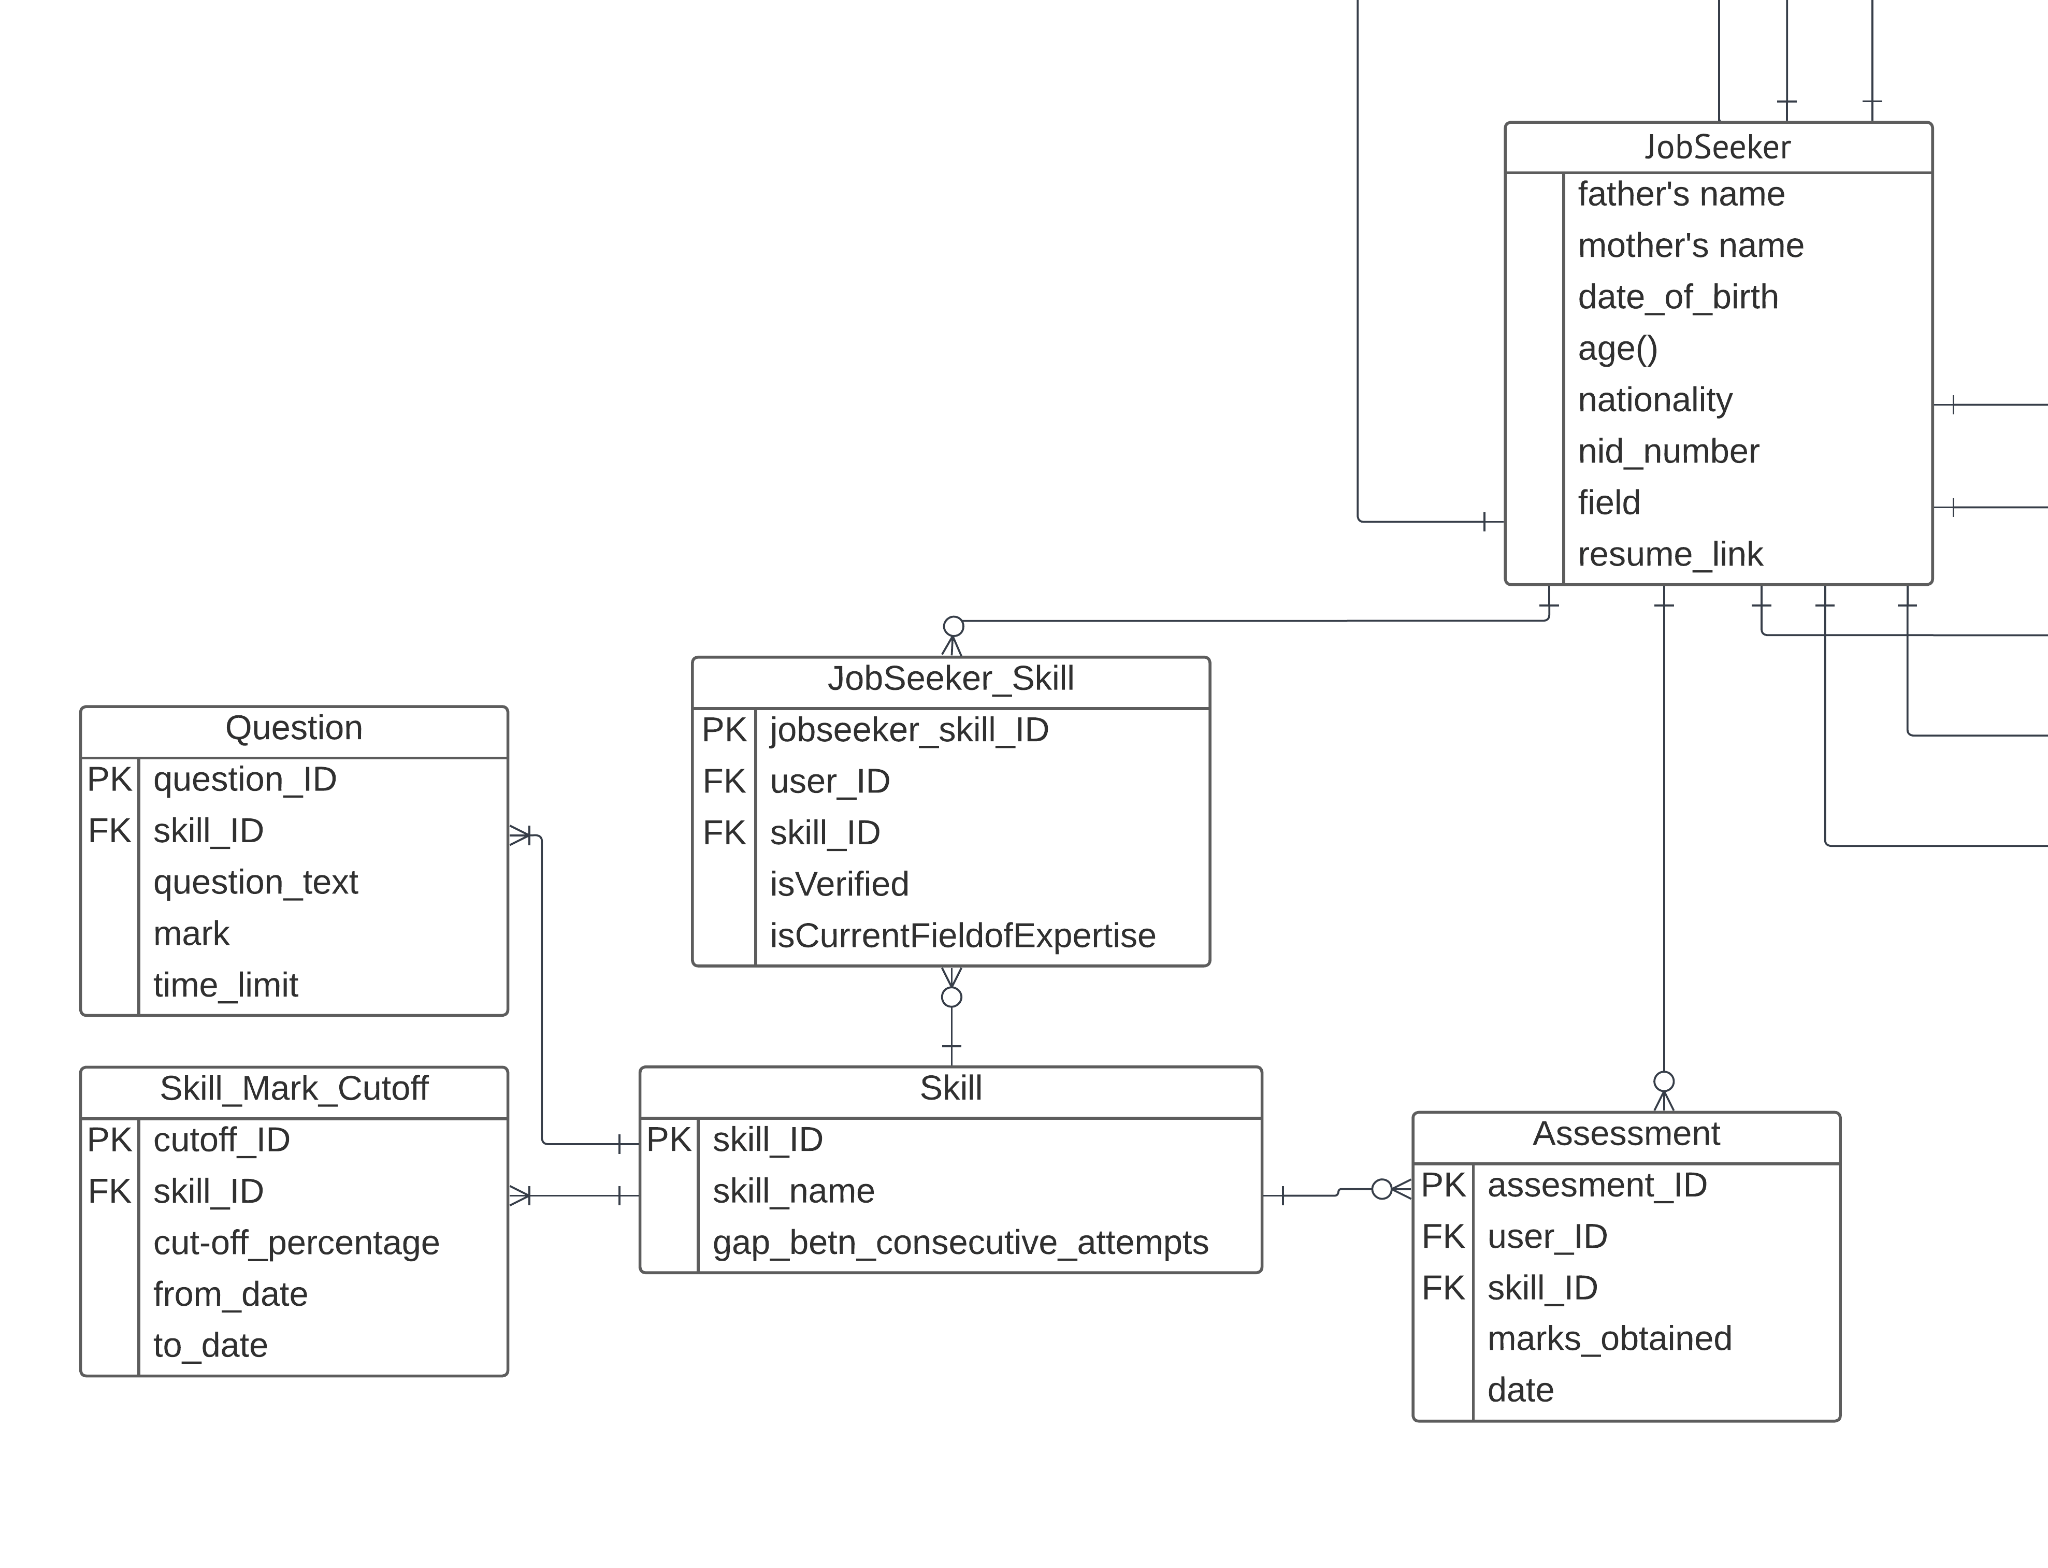 JobSeeker
father's name
mother's name
date_of_birth
age()
nationality
nid_number
field
resume_link
JobSeeker_Skill
PK jobseeker_skill_ID
FK user_ID
FK skill_ID
isVerified
isCurrentFieldofExpertise
Question
PK question_ID
FK skill_ID
question_text
mark
time_limit
Skill_Mark_Cutoff
PK cutoff_ID
FK skill_ID
cut-off_percentage
from_date
to_date
Skill
PK skill_ID
skill_name
gap_betn_consecutive_attempts
Assessment
PK assesment_ID
FK user_ID
FK skill_ID
marks_obtained
date